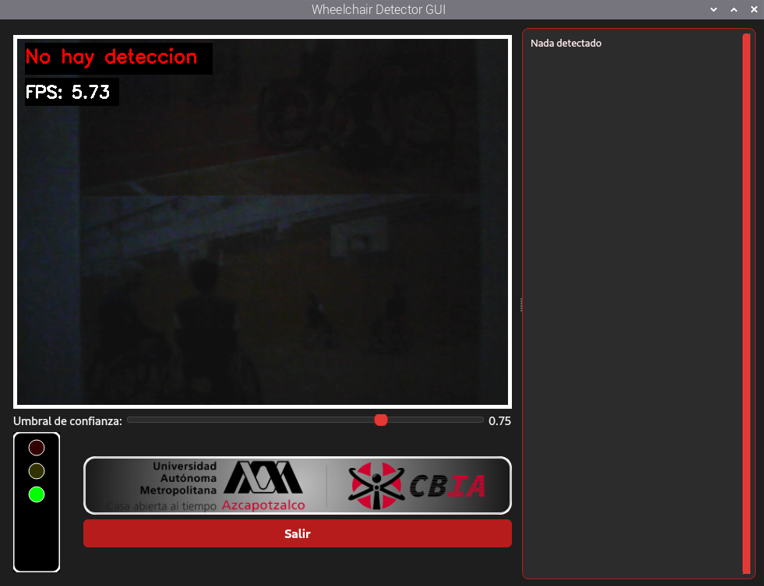 Wheelchair Detector GUI
No hay deteccion
FPS: 5.73
Nada detectado
Umbral de confianza:
0.75
Universidad
Autónoma
Metropolitana
Casa abierta al tiempo Azcapotzalco
CBIA
Salir